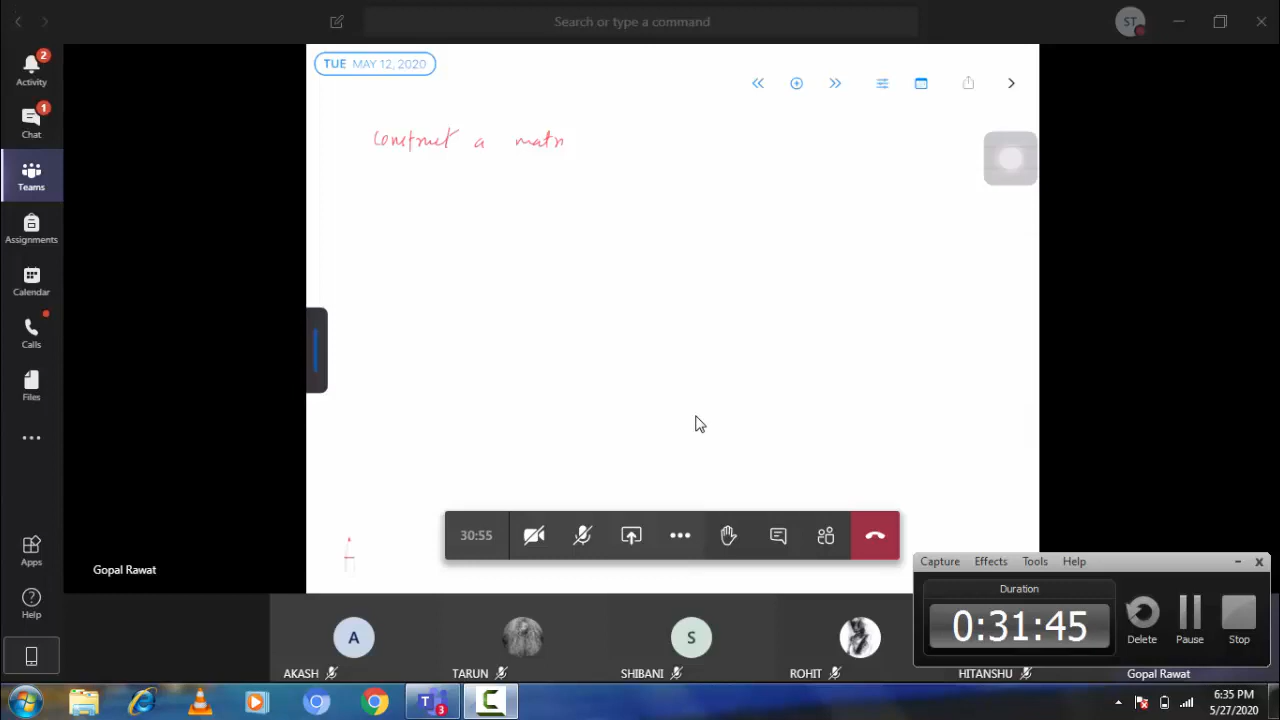 Search or type a command
ST
2
Activity
1
Chat
Teams
Assignments
Calendar
Calls
Files
Apps
Help
TUE MAY 12, 2020
Construct a matr
30:55
Gopal Rawat
Capture Effects Tools Help
Duration
0:31:45
Delete Pause Stop
A
S
AKASH
TARUN
SHIBANI
ROHIT
HITANSHU
Gopal Rawat
T
3
C
6:35 PM
5/27/2020